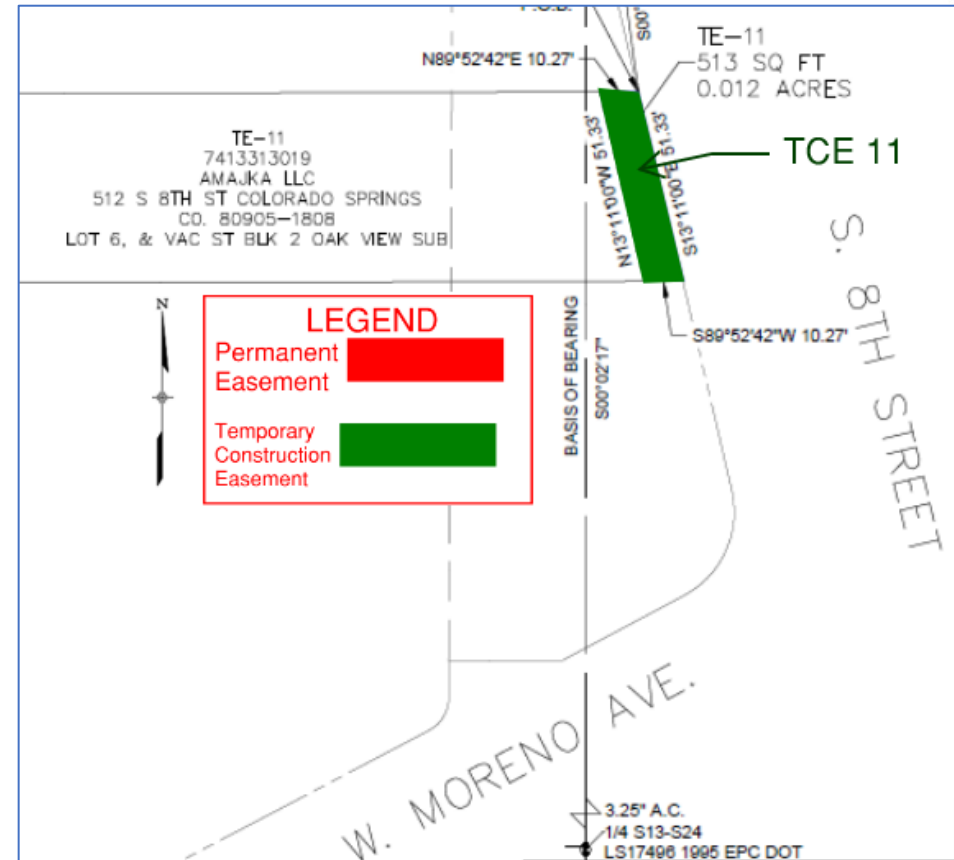 P.O.B.
S00°
N89°52'42"E 10.27'
TE-11
513 SQ FT
0.012 ACRES
TE-11
7413313019
AMAJKA LLC
512 S 8TH ST COLORADO SPRINGS
CO. 80905-1808
LOT 6, & VAC ST BLK 2 OAK VIEW SUB
N13°11'00"W 51.33'
S13°11'00"E 51.33'
TCE 11
S. 8TH STREET
S89°52'42"W 10.27'
N
LEGEND
Permanent
Easement
Temporary
Construction
Easement
BASIS OF BEARING
S00°02'17"
W. MORENO AVE.
3.25" A.C.
1/4 S13-S24
LS17496 1995 EPC DOT